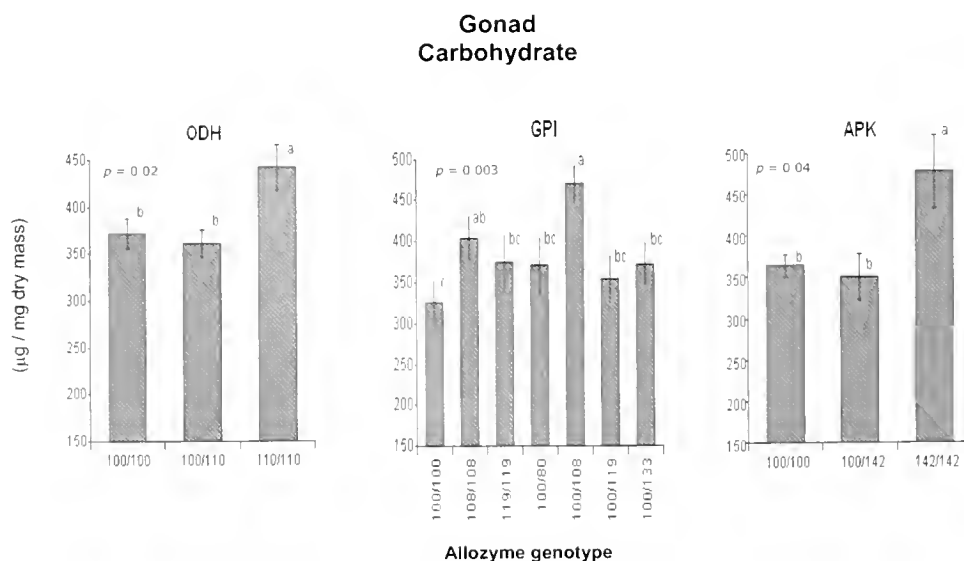 Gonad
Carbohydrate
ODH
GPI
APK
(µg / mg dry mass)
p = 0 02
450
400
350
300
250
200
150
b
b
a
100/100
100/110
110/110
p = 0 003
500
450
400
350
300
250
200
150
ab
bc
bc
a
bc
bc
100/100
108/108
119/119
100/80
100/108
100/119
100/133
p = 0 04
500
450
400
350
300
250
200
150
b
b
a
100/100
100/142
142/142
Allozyme genotype